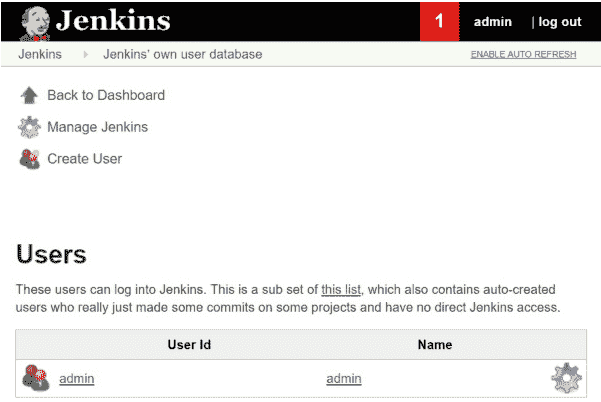 Jenkins 1 admin | log out
Jenkins Jenkins' own user database ENABLE AUTO REFRESH
Back to Dashboard
Manage Jenkins
Create User
Users
These users can log into Jenkins. This is a sub set of this list, which also contains auto-created
users who really just made some commits on some projects and have no direct Jenkins access.
User Id Name
admin admin